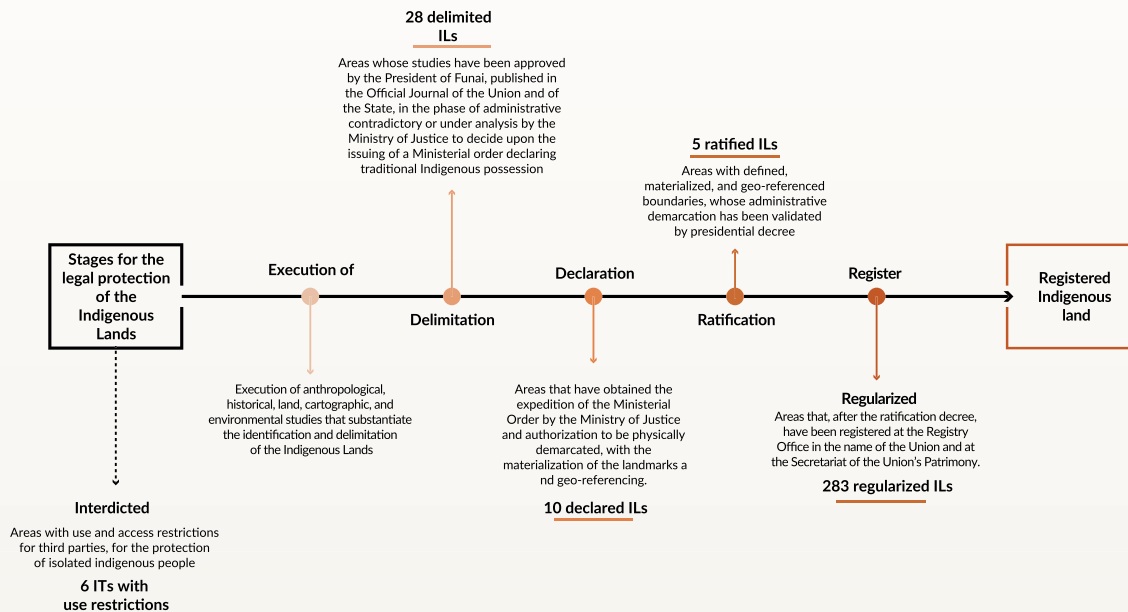 28 delimited
ILs
Areas whose studies have been approved
by the President of Funai, published in
the Official Journal of the Union and of
the State, in the phase of administrative
contradictory or under analysis by the
Ministry of Justice to decide upon the
issuing of a Ministerial order declaring
traditional Indigenous possession
5 ratified ILs
Areas with defined,
materialized, and geo-referenced
boundaries, whose administrative
demarcation has been validated
by presidential decree
Stages for the
legal protection
of the
Indigenous
Lands
Execution of
Delimitation
Declaration
Ratification
Register
Registered
Indigenous
land
Execution of anthropological,
historical, land, cartographic, and
environmental studies that substantiate
the identification and delimitation
of the Indigenous Lands
Areas that have obtained the
expedition of the Ministerial
Order by the Ministry of Justice
and authorization to be physically
demarcated, with the
materialization of the landmarks a
nd geo-referencing.
10 declared ILs
Regularized
Areas that, after the ratification decree,
have been registered at the Registry
Office in the name of the Union and at
the Secretariat of the Union's Patrimony.
283 regularized ILs
Interdicted
Areas with use and access restrictions
for third parties, for the protection
of isolated indigenous people
6 ITs with
use restrictions